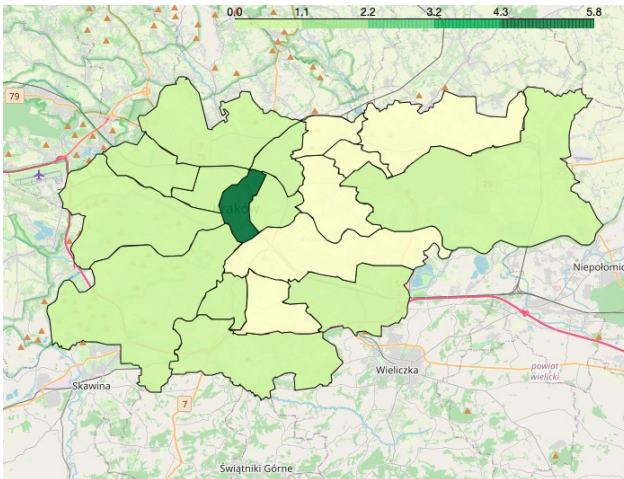 0.0 1.1 2.2 3.2 4.3 5.8
79
Niepołomic
Wieliczka
powiat
wielicki
Skawina
7
Świątniki Górne